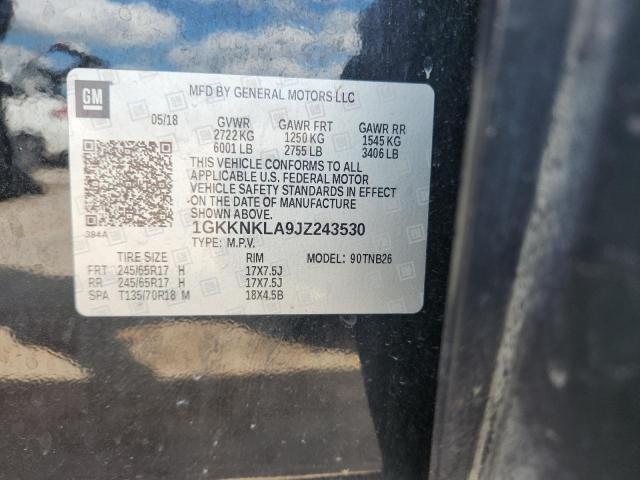 GM
MFD BY GENERAL MOTORS LLC
05/18 GVWR GAWR FRT GAWR RR
2722 KG 1250 KG 1545 KG
6001 LB 2755 LB 3406 LB
THIS VEHICLE CONFORMS TO ALL
APPLICABLE U.S. FEDERAL MOTOR
VEHICLE SAFETY STANDARDS IN EFFECT
ON THE DATE OF MANUFACTURE
SHOWN ABOVE.
384A
1GKKNKLA9JZ243530
TYPE: M.P.V.
TIRE SIZE RIM MODEL: 90TNB26
FRT 245/65R17 H 17X7.5J
RR 245/65R17 H 17X7.5J
SPA T135/70R18 M 18X4.5B